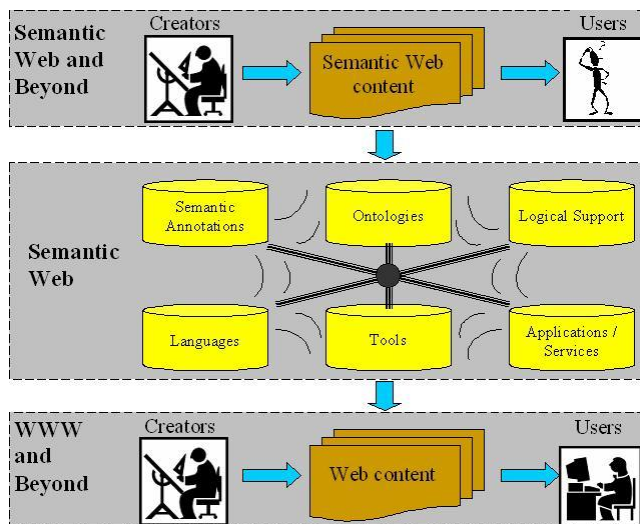 Semantic
Web and
Beyond
Creators
Semantic Web
content
Users
?
Semantic
Web
Semantic
Annotations
Ontologies
Logical Support
Languages
Tools
Applications /
Services
WWW
and
Beyond
Creators
Web content
Users